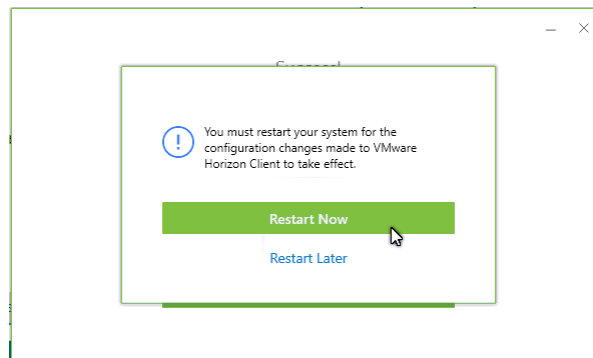 You must restart your system for the
configuration changes made to VMware
Horizon Client to take effect.
Restart Now
Restart Later